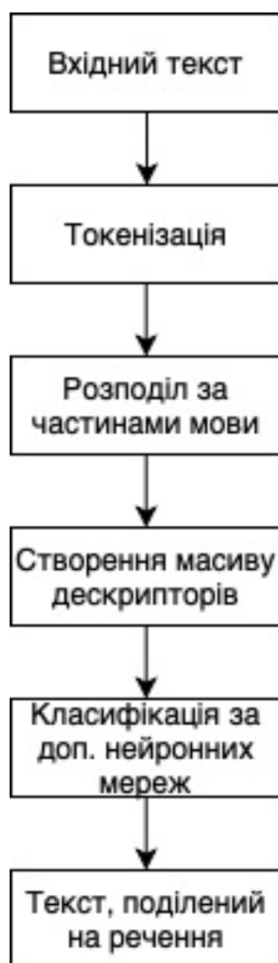 Вхідний текст
Токенізація
Розподіл за
частинами мови
Створення масиву
дескрипторів
Класифікація за
доп. нейронних
мереж
Текст, поділений
на речення